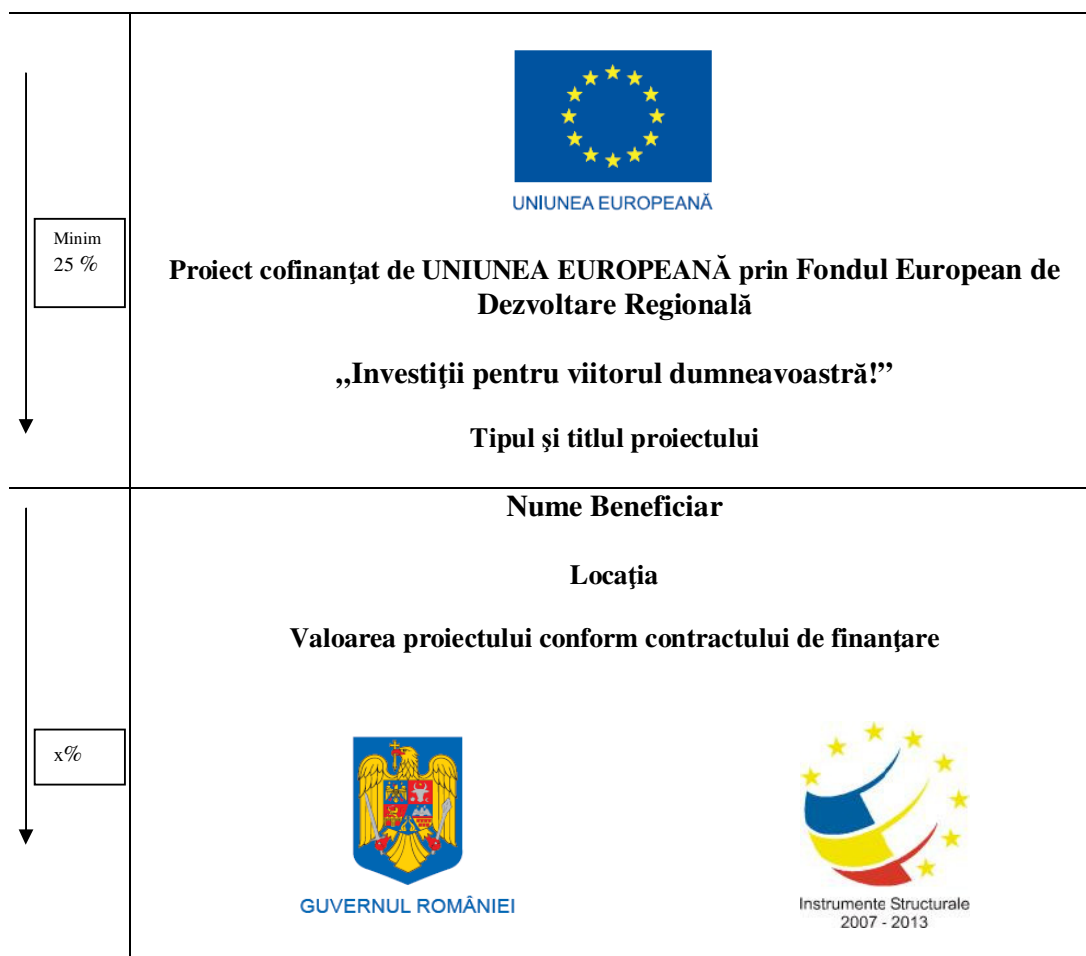 UNIUNEA EUROPEANĂ
Minim
25 %
Proiect cofinanţat de UNIUNEA EUROPEANĂ prin Fondul European de
Dezvoltare Regională
„Investiţii pentru viitorul dumneavoastră!”
Tipul şi titlul proiectului
Nume Beneficiar
Locaţia
Valoarea proiectului conform contractului de finanţare
x%
GUVERNUL ROMÂNIEI
Instrumente Structurale
2007 - 2013